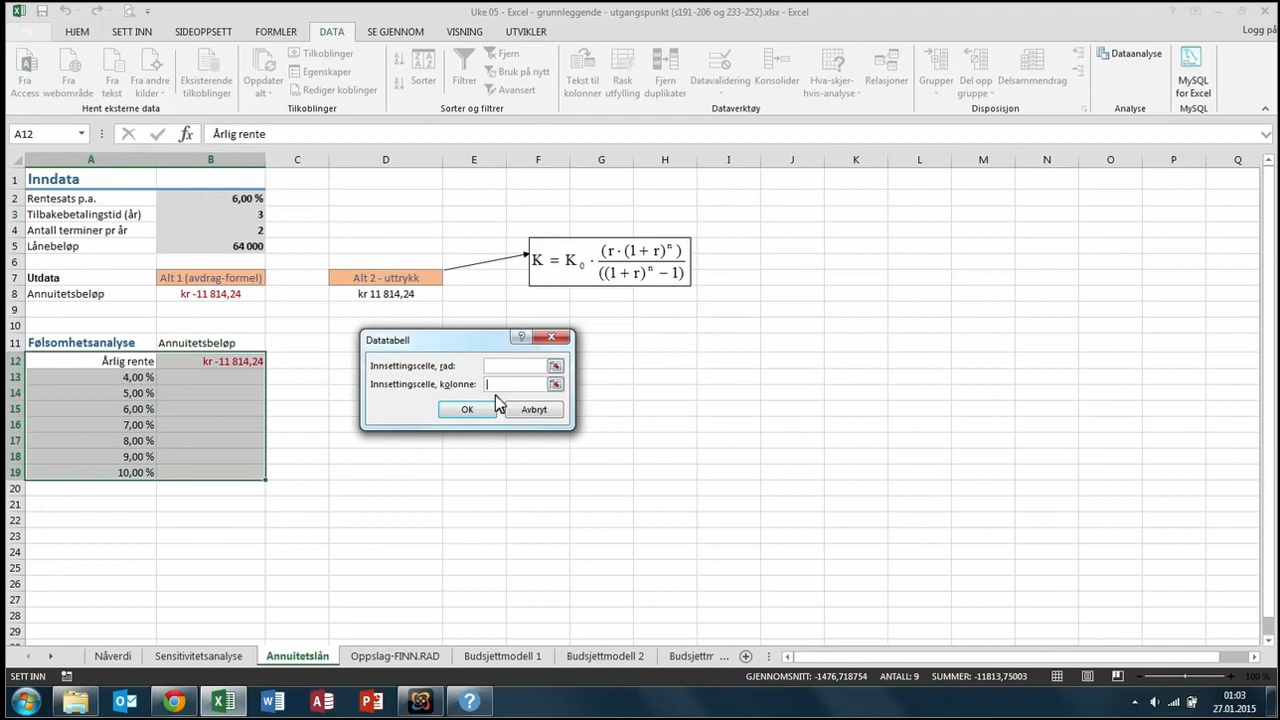 Uke 05 - Excel - grunnleggende - utgangspunkt (s191-206 og 233-252).xlsx - Excel
HJEM SETT INN SIDEOPPSETT FORMLER DATA SE GJENNOM VISNING UTVIKLER Logg på
Fra Access
Fra webområde
Fra tekst
Fra andre kilder
Eksisterende tilkoblinger
Hent eksterne data
Oppdater alt
Tilkoblinger
Egenskaper
Rediger koblinger
Tilkoblinger
Sorter
Filtrer
Fjern
Bruk på nytt
Avansert
Sorter og filtrer
Tekst til kolonner
Rask utfylling
Fjern duplikater
Datavalidering
Konsolider
Hva-skjer-hvis-analyse
Relasjoner
Dataverktøy
Grupper
Del opp gruppe
Delsammendrag
Disposisjon
Dataanalyse
Analyse
MySQL for Excel
MySQL
A12 fx Årlig rente
A B C D E F G H I J K L M N O P Q
1 Inndata
2 Rentesats p.a. 6,00 %
3 Tilbakebetalingstid (år) 3
4 Antall terminer pr år 2
5 Lånebeløp 64 000
6
7 Utdata Alt 1 (avdrag-formel) Alt 2 - uttrykk
8 Annuitetsbeløp kr -11 814,24 kr 11 814,24
K = K0 · (r · (1 + r)^n) / ((1 + r)^n − 1)
9
10
11 Følsomhetsanalyse Annuitetsbeløp
12 Årlig rente kr -11 814,24
13 4,00 %
14 5,00 %
15 6,00 %
16 7,00 %
17 8,00 %
18 9,00 %
19 10,00 %
20
21
22
23
24
25
26
27
28
29
Datatabell
Innsettingscelle, rad:
Innsettingscelle, kolonne:
OK Avbryt
Nåverdi Sensitivitetsanalyse Annuitetslån Oppslag-FINN.RAD Budsjettmodell 1 Budsjettmodell 2 Budsjettm ...
SETT INN GJENNOMSNITT: -1476,718754 ANTALL: 9 SUMMER: -11813,75003 100 %
01:03
27.01.2015